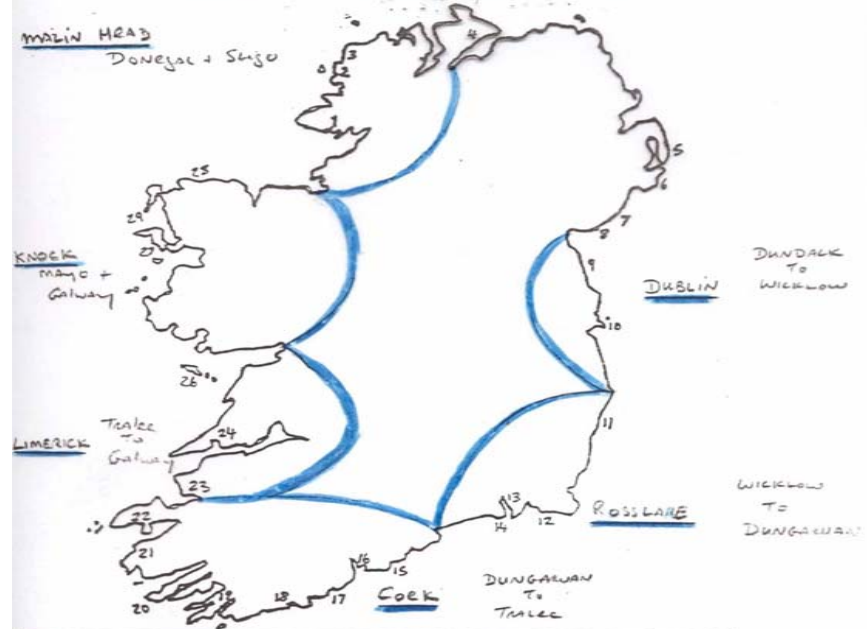 MALIN HEAD
Donegal + Sligo
4
3
2
5
6
7
8
9
10
11
25
29
27
KNOCK
MAYO +
Galway
DUBLIN
DUNDALK
TO
WICKLOW
26
LIMERICK
TRALEE
TO
Galway
24
23
22
21
20
19
18
17
16
15
14
13
12
ROSSLARE
WICKLOW
TO
DUNGARVAN
CORK
DUNGARVAN
TO
TRALEE